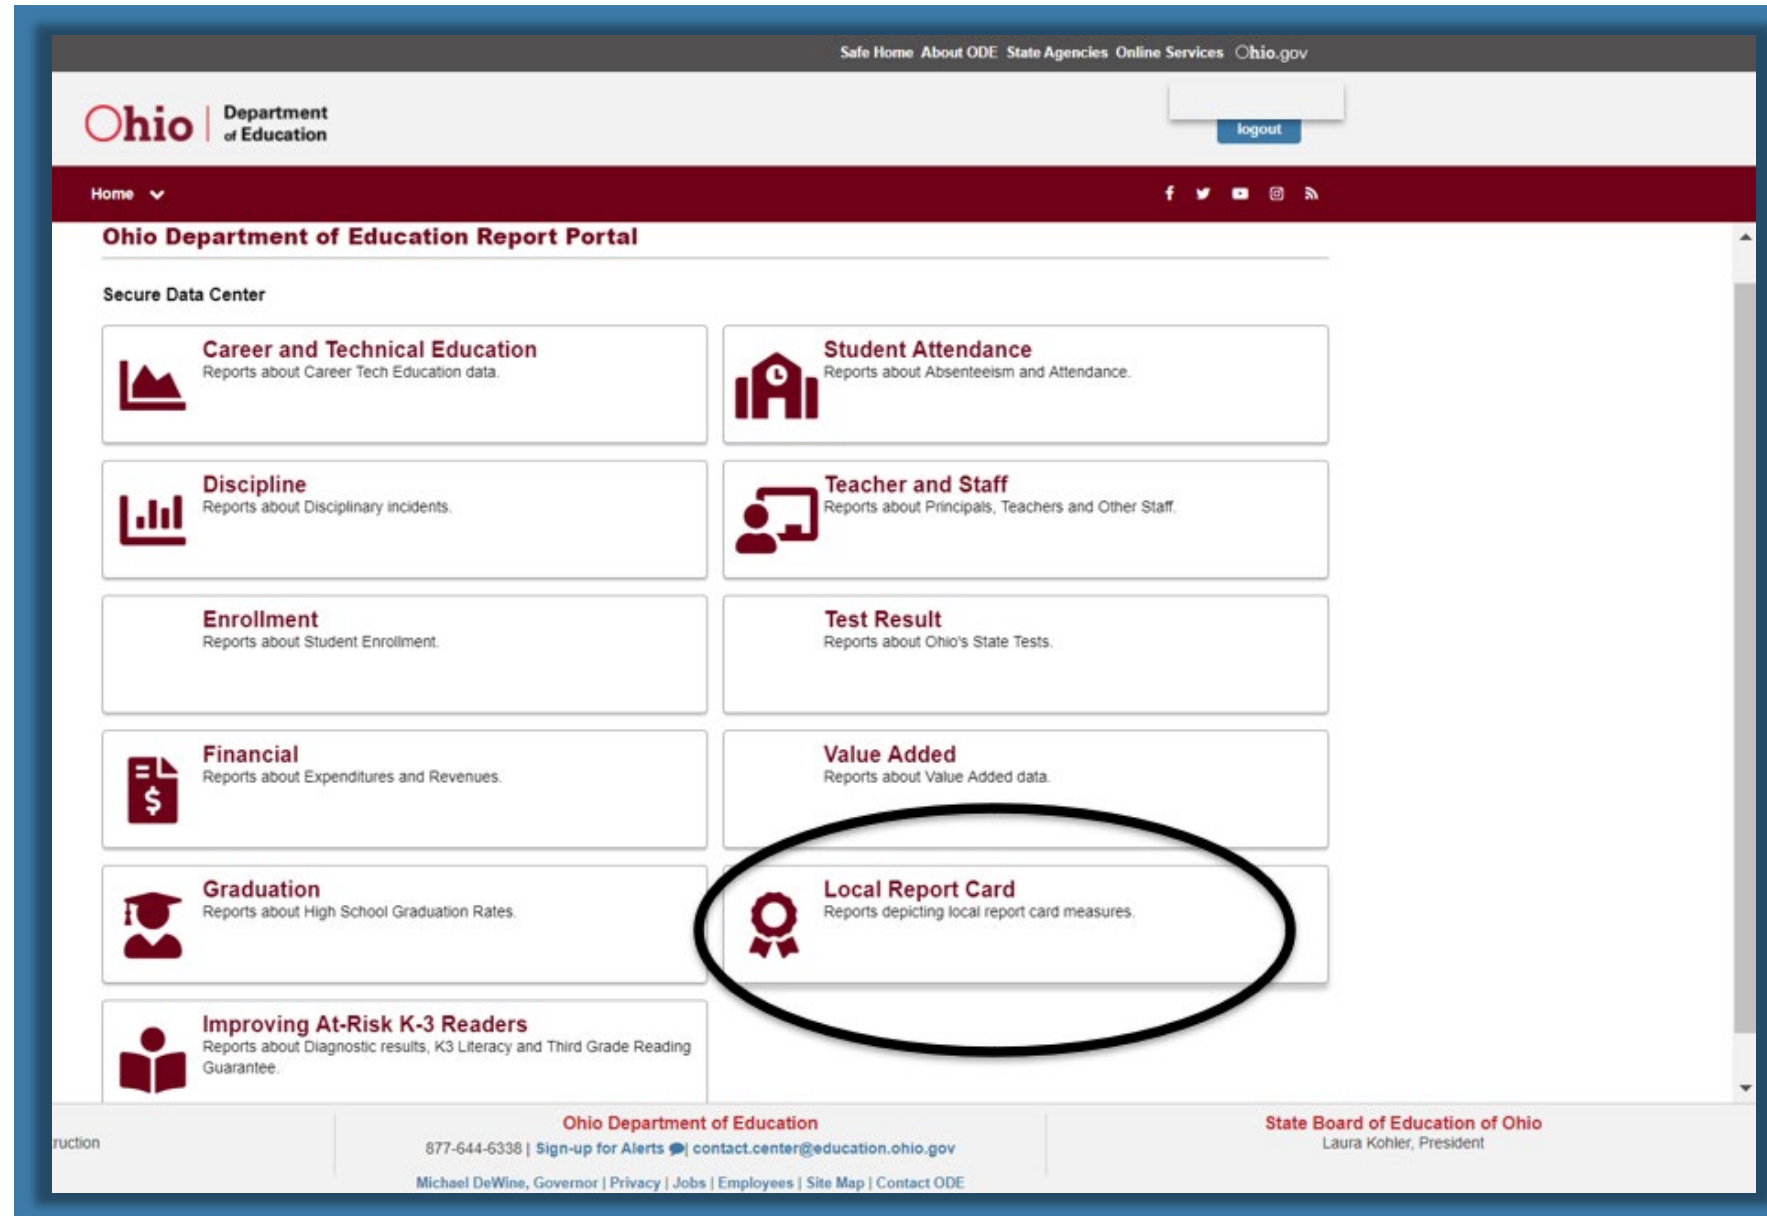 Safe Home About ODE State Agencies Online Services Ohio.gov
Ohio Department of Education
logout
Home
Ohio Department of Education Report Portal
Secure Data Center
Career and Technical Education
Reports about Career Tech Education data.
Student Attendance
Reports about Absenteeism and Attendance.
Discipline
Reports about Disciplinary incidents.
Teacher and Staff
Reports about Principals, Teachers and Other Staff.
Enrollment
Reports about Student Enrollment.
Test Result
Reports about Ohio's State Tests.
Financial
Reports about Expenditures and Revenues.
Value Added
Reports about Value Added data.
Graduation
Reports about High School Graduation Rates.
Local Report Card
Reports depicting local report card measures.
Improving At-Risk K-3 Readers
Reports about Diagnostic results, K3 Literacy and Third Grade Reading
Guarantee.
ruction
Ohio Department of Education
877-644-6338 | Sign-up for Alerts | contact.center@education.ohio.gov
Michael DeWine, Governor | Privacy | Jobs | Employees | Site Map | Contact ODE
State Board of Education of Ohio
Laura Kohler, President